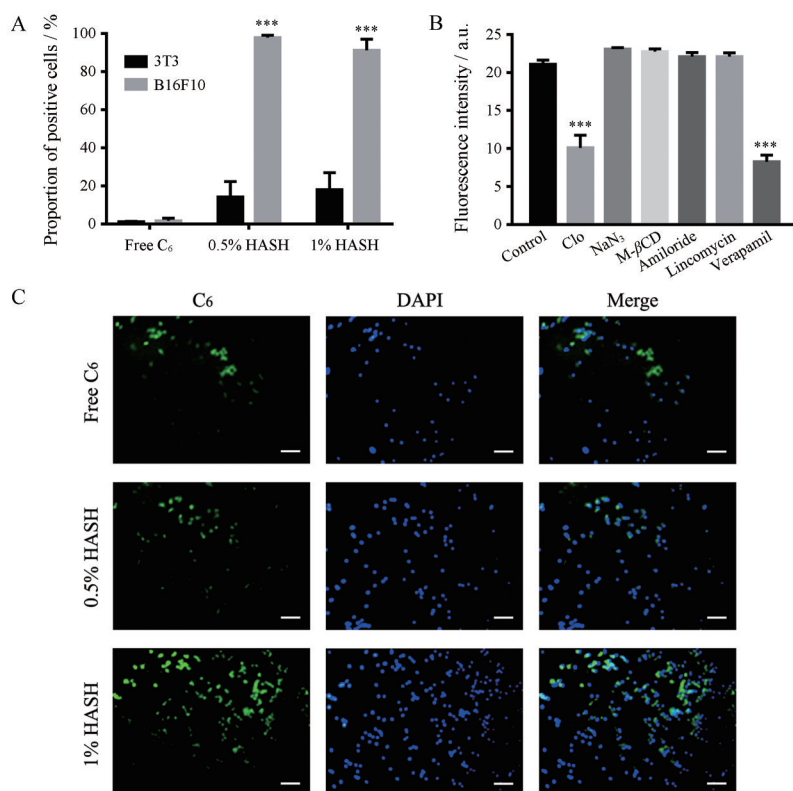 A
Proportion of positive cells / %
100
80
60
40
20
0
3T3
B16F10
***
***
Free C₆
0.5% HASH
1% HASH
B
Fluorescence intensity / a.u.
25
20
15
10
5
0
***
***
Control
Clo
NaN₃
M-βCD
Amiloride
Lincomycin
Verapamil
C
C₆
DAPI
Merge
Free C₆
0.5% HASH
1% HASH